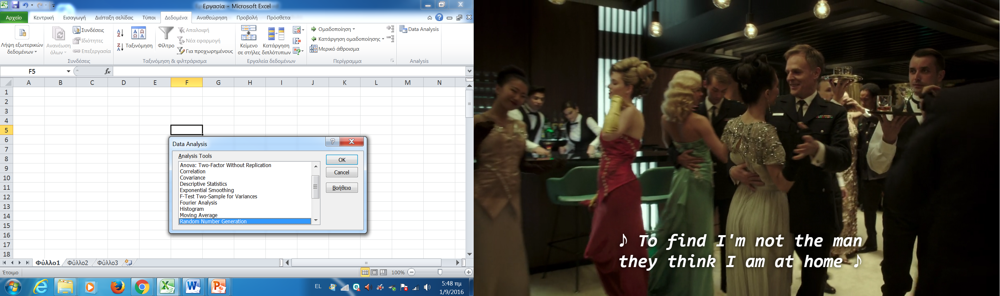 Εργασία - Microsoft Excel
Αρχείο Κεντρική Εισαγωγή Διάταξη σελίδας Τύποι Δεδομένα Αναθεώρηση Προβολή Πρόσθετα
Λήψη εξωτερικών
δεδομένων
Ανανέωση
όλων
Συνδέσεις
Ιδιότητες
Επεξεργασία
Συνδέσεις
Ταξινόμηση
Φίλτρο
Απαλοιφή
Νέα εφαρμογή
Για προχωρημένους
Ταξινόμηση & φιλτράρισμα
Κείμενο
σε στήλες
Κατάργηση
διπλότυπων
Εργαλεία δεδομένων
Ομαδοποίηση
Κατάργηση ομαδοποίησης
Μερικό άθροισμα
Περίγραμμα
Data Analysis
Analysis
F5
fx
A B C D E F G H I J K L M N
1
2
3
4
5
6
7
8
9
10
11
12
13
14
15
16
17
18
Data Analysis
Analysis Tools
Anova: Two-Factor Without Replication
Correlation
Covariance
Descriptive Statistics
Exponential Smoothing
F-Test Two-Sample for Variances
Fourier Analysis
Histogram
Moving Average
Random Number Generation
OK
Cancel
Βοήθεια
Φύλλο1 Φύλλο2 Φύλλο3
Έτοιμο
100%
EL
5:48 πμ
1/9/2016
♪ To find I'm not the man
they think I am at home ♪